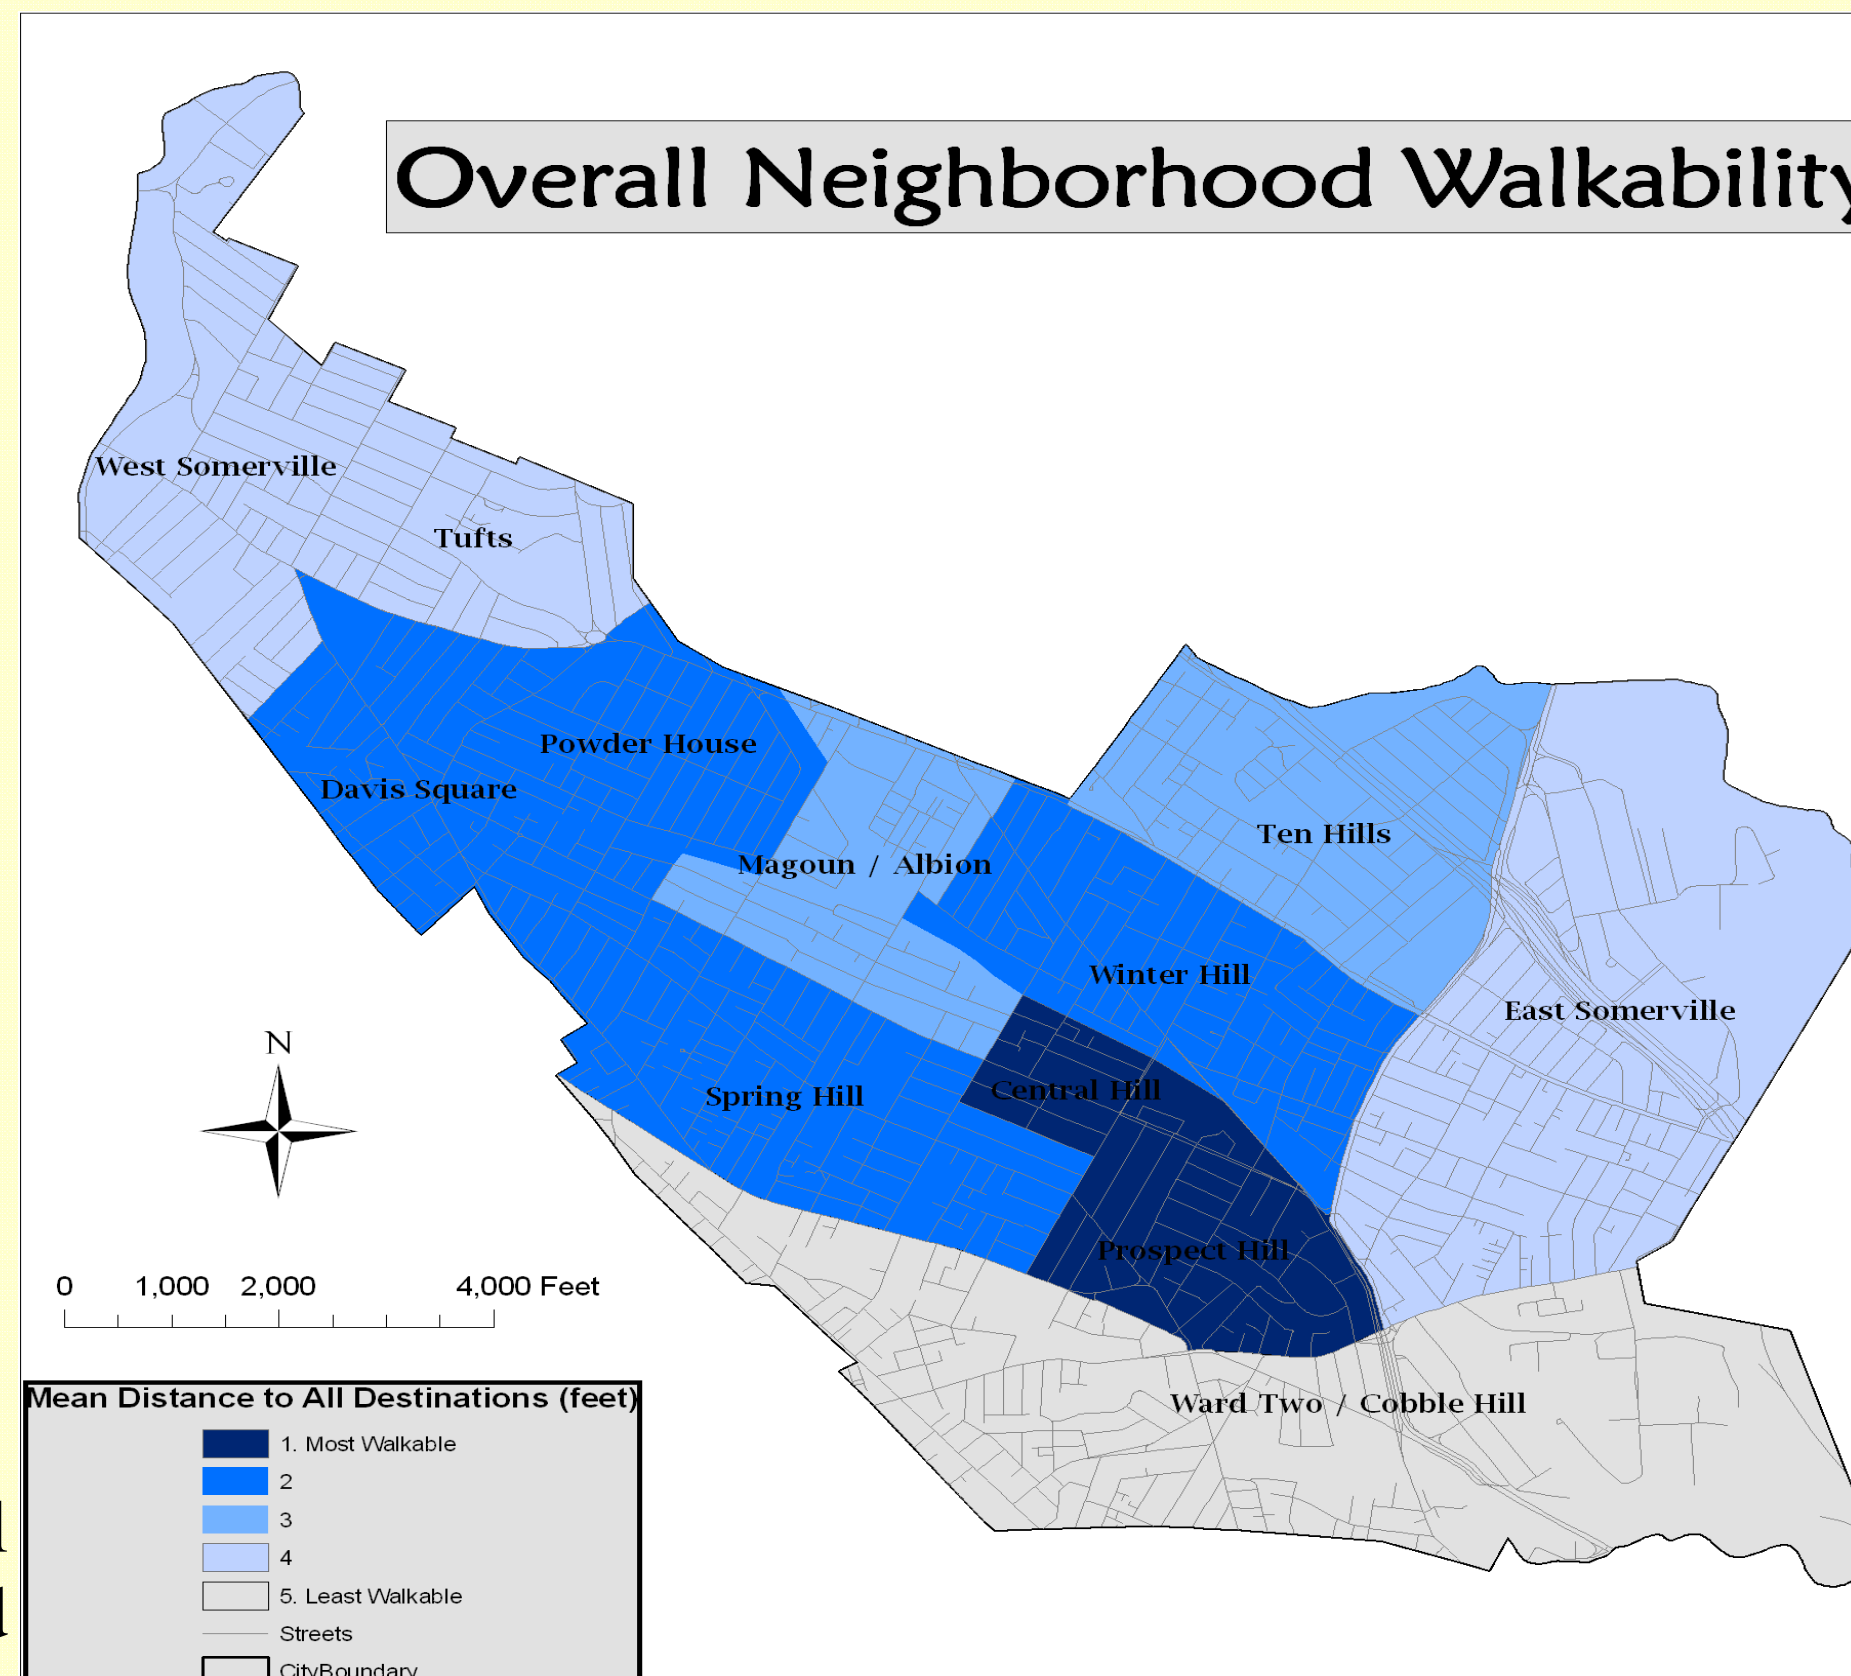 Overall Neighborhood Walkability
West Somerville
Tufts
Powder House
Davis Square
Ten Hills
Magoun / Albion
Winter Hill
East Somerville
N
Central Hill
Spring Hill
Prospect Hill
0 1,000 2,000 4,000 Feet
Ward Two / Cobble Hill
Mean Distance to All Destinations (feet)
1. Most Walkable
2
3
4
5. Least Walkable
Streets
CityBoundary